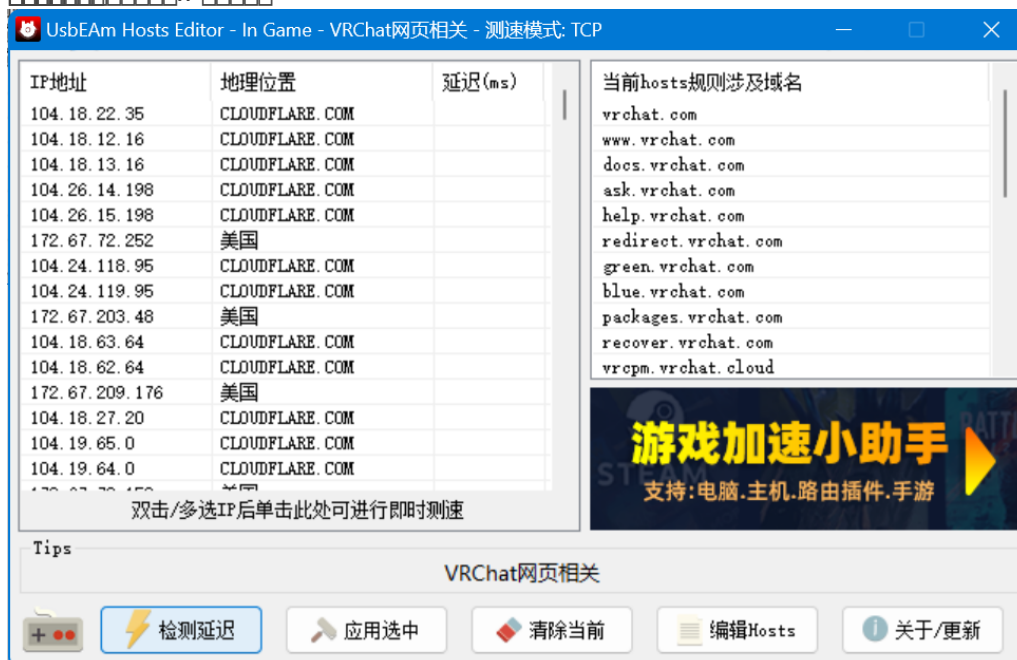 UsbEAm Hosts Editor - In Game - VRChat网页相关 - 测速模式: TCP
IP地址 地理位置 延迟(ms)
104.18.22.35 CLOUDFLARE.COM
104.18.12.16 CLOUDFLARE.COM
104.18.13.16 CLOUDFLARE.COM
104.26.14.198 CLOUDFLARE.COM
104.26.15.198 CLOUDFLARE.COM
172.67.72.252 美国
104.24.118.95 CLOUDFLARE.COM
104.24.119.95 CLOUDFLARE.COM
172.67.203.48 美国
104.18.63.64 CLOUDFLARE.COM
104.18.62.64 CLOUDFLARE.COM
172.67.209.176 美国
104.18.27.20 CLOUDFLARE.COM
104.19.65.0 CLOUDFLARE.COM
104.19.64.0 CLOUDFLARE.COM
双击/多选IP后单击此处可进行即时测速
当前hosts规则涉及域名
vrchat.com
www.vrchat.com
docs.vrchat.com
ask.vrchat.com
help.vrchat.com
redirect.vrchat.com
green.vrchat.com
blue.vrchat.com
packages.vrchat.com
recover.vrchat.com
vrcpm.vrchat.cloud
游戏加速小助手
STEAM
支持:电脑.主机.路由插件.手游
Tips
VRChat网页相关
检测延迟
应用选中
清除当前
编辑Hosts
关于/更新